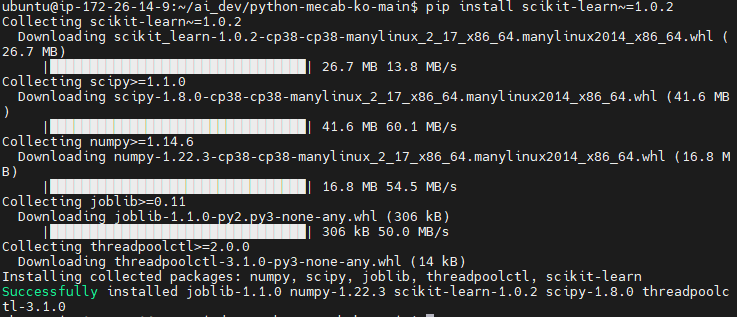 ubuntu@ip-172-26-14-9:~/ai_dev/python-mecab-ko-main$ pip install scikit-learn~=1.0.2
Collecting scikit-learn~=1.0.2
  Downloading scikit_learn-1.0.2-cp38-cp38-manylinux_2_17_x86_64.manylinux2014_x86_64.whl (
26.7 MB)
     |████████████████████████████████| 26.7 MB 13.8 MB/s
Collecting scipy>=1.1.0
  Downloading scipy-1.8.0-cp38-cp38-manylinux_2_17_x86_64.manylinux2014_x86_64.whl (41.6 MB
)
     |████████████████████████████████| 41.6 MB 60.1 MB/s
Collecting numpy>=1.14.6
  Downloading numpy-1.22.3-cp38-cp38-manylinux_2_17_x86_64.manylinux2014_x86_64.whl (16.8 M
B)
     |████████████████████████████████| 16.8 MB 54.5 MB/s
Collecting joblib>=0.11
  Downloading joblib-1.1.0-py2.py3-none-any.whl (306 kB)
     |████████████████████████████████| 306 kB 50.0 MB/s
Collecting threadpoolctl>=2.0.0
  Downloading threadpoolctl-3.1.0-py3-none-any.whl (14 kB)
Installing collected packages: numpy, scipy, joblib, threadpoolctl, scikit-learn
Successfully installed joblib-1.1.0 numpy-1.22.3 scikit-learn-1.0.2 scipy-1.8.0 threadpoolc
tl-3.1.0